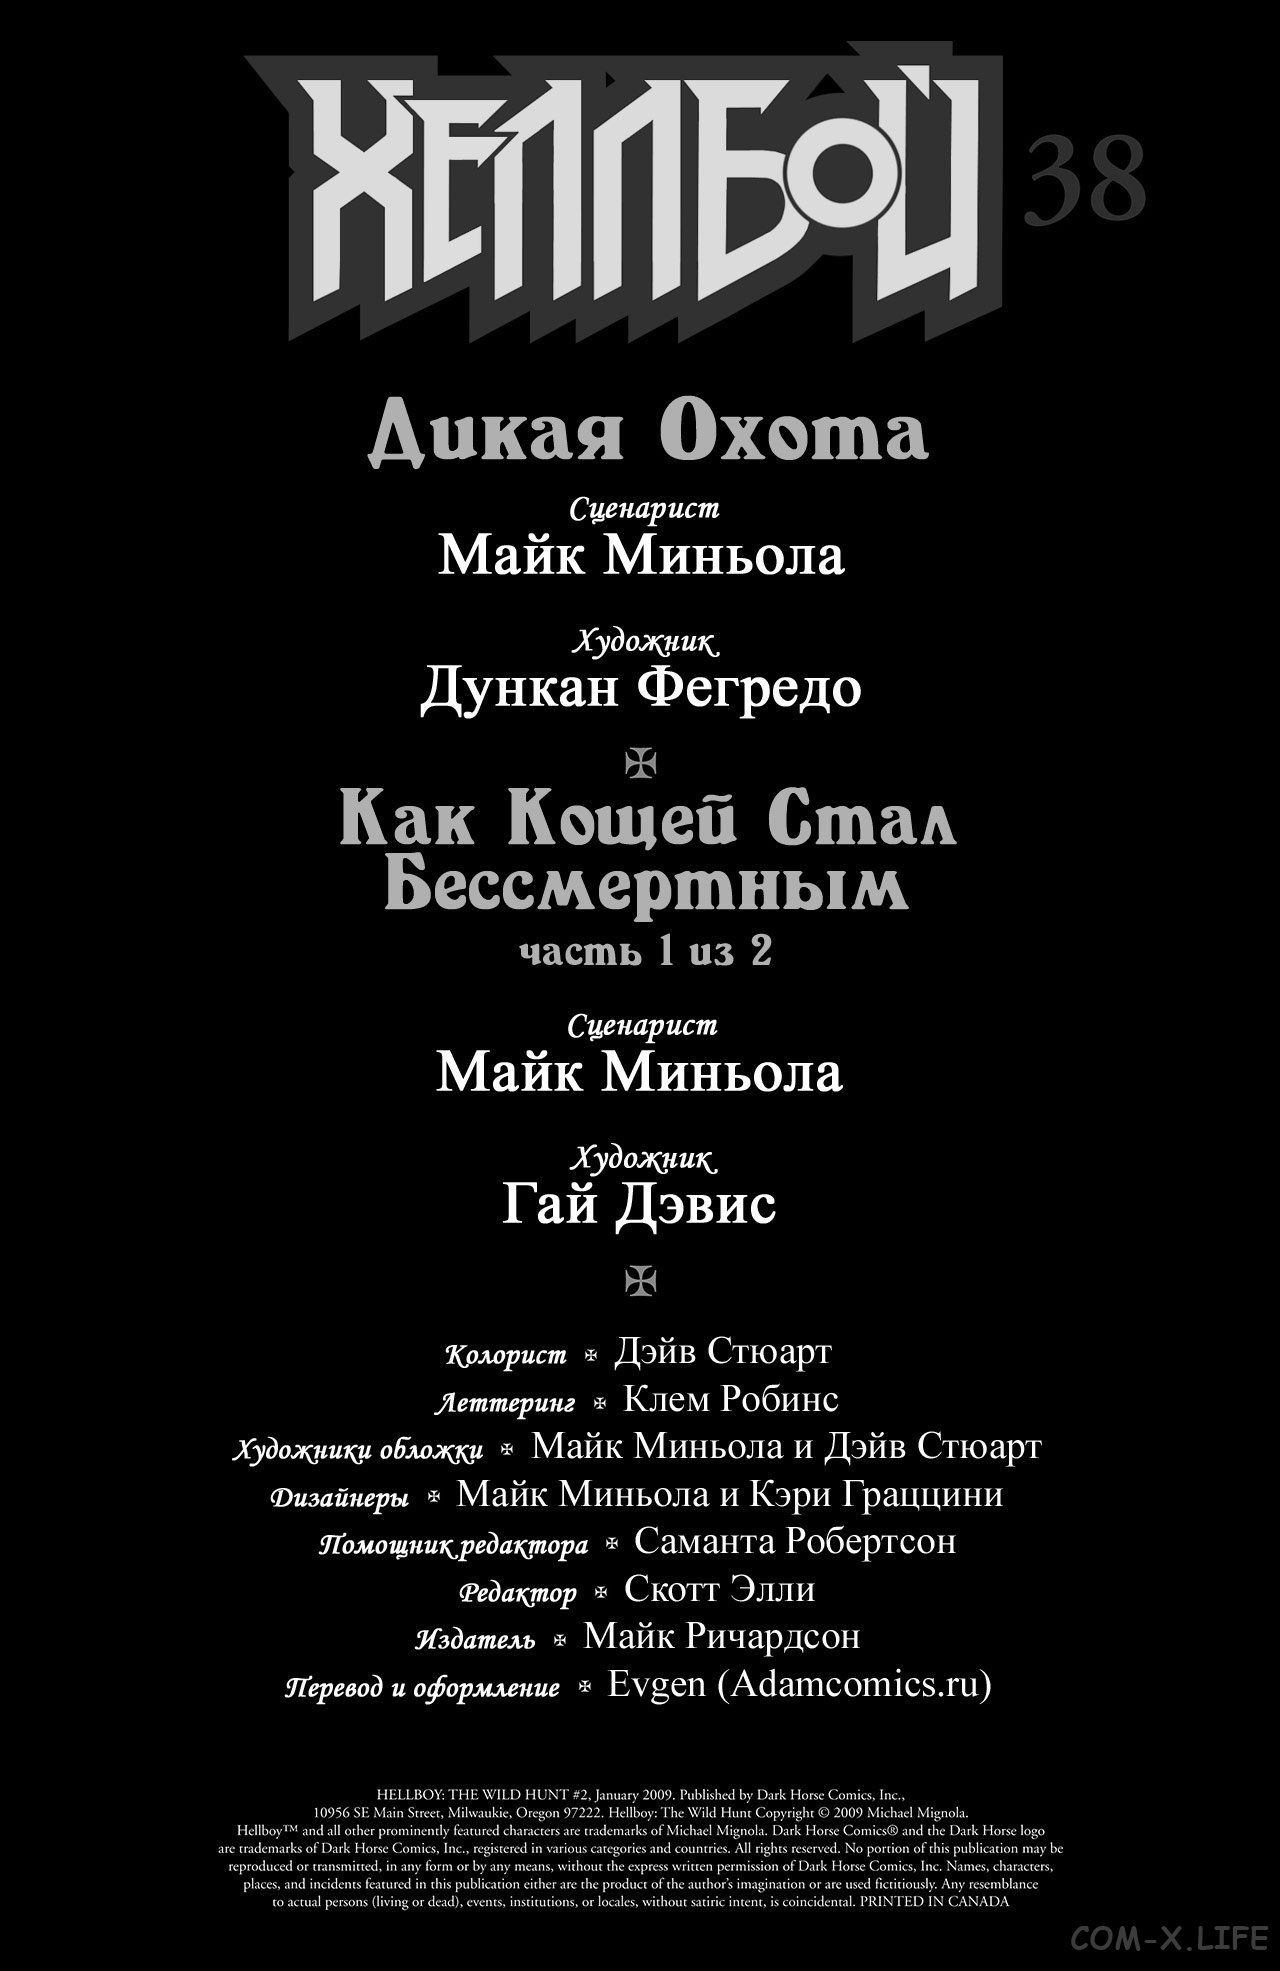 ХЕЛЛБОЙ 38
Дикая Охота
Сценарист
Майк Миньола
Художник
Дункан Фегредо
Как Кощей Стал
Бессмертным
часть 1 из 2
Сценарист
Майк Миньола
Художник
Гай Дэвис
Колорист ✠ Дэйв Стюарт
Леттеринг ✠ Клем Робинс
Художники обложки ✠ Майк Миньола и Дэйв Стюарт
Дизайнеры ✠ Майк Миньола и Кэри Граццини
Помощник редактора ✠ Саманта Робертсон
Редактор ✠ Скотт Элли
Издатель ✠ Майк Ричардсон
Перевод и оформление ✠ Evgen (Adamcomics.ru)
HELLBOY: THE WILD HUNT #2, January 2009. Published by Dark Horse Comics, Inc.,
10956 SE Main Street, Milwaukie, Oregon 97222. Hellboy: The Wild Hunt Copyright © 2009 Michael Mignola.
Hellboy™ and all other prominently featured characters are trademarks of Michael Mignola. Dark Horse Comics® and the Dark Horse logo
are trademarks of Dark Horse Comics, Inc., registered in various categories and countries. All rights reserved. No portion of this publication may be
reproduced or transmitted, in any form or by any means, without the express written permission of Dark Horse Comics, Inc. Names, characters,
places, and incidents featured in this publication either are the product of the author's imagination or are used fictitiously. Any resemblance
to actual persons (living or dead), events, institutions, or locales, without satiric intent, is coincidental. PRINTED IN CANADA
COM-X.LIFE